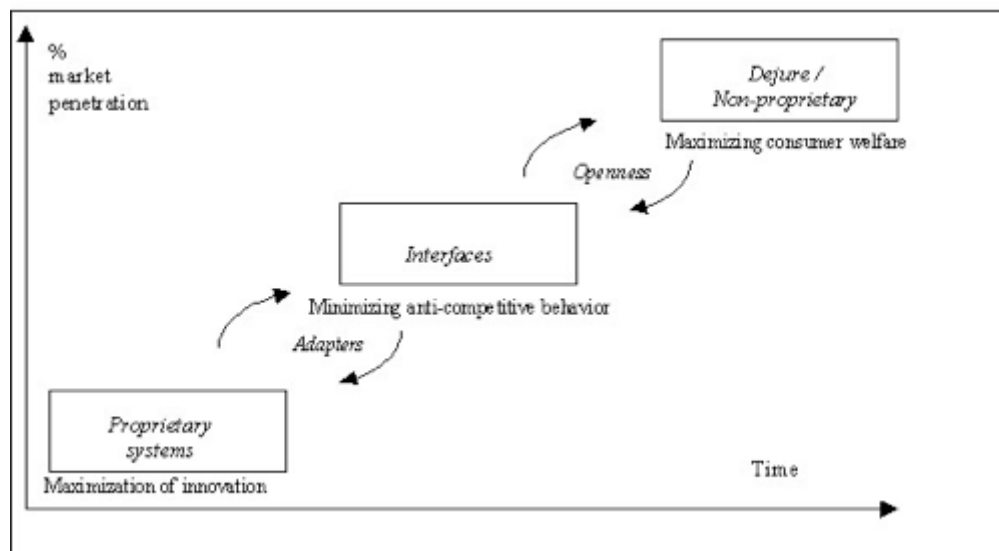 %
market
penetration
Dejure /
Non-proprietary
Maximizing consumer welfare
Openness
Interfaces
Minimizing anti-competitive behavior
Adapters
Proprietary
systems
Maximization of innovation
Time